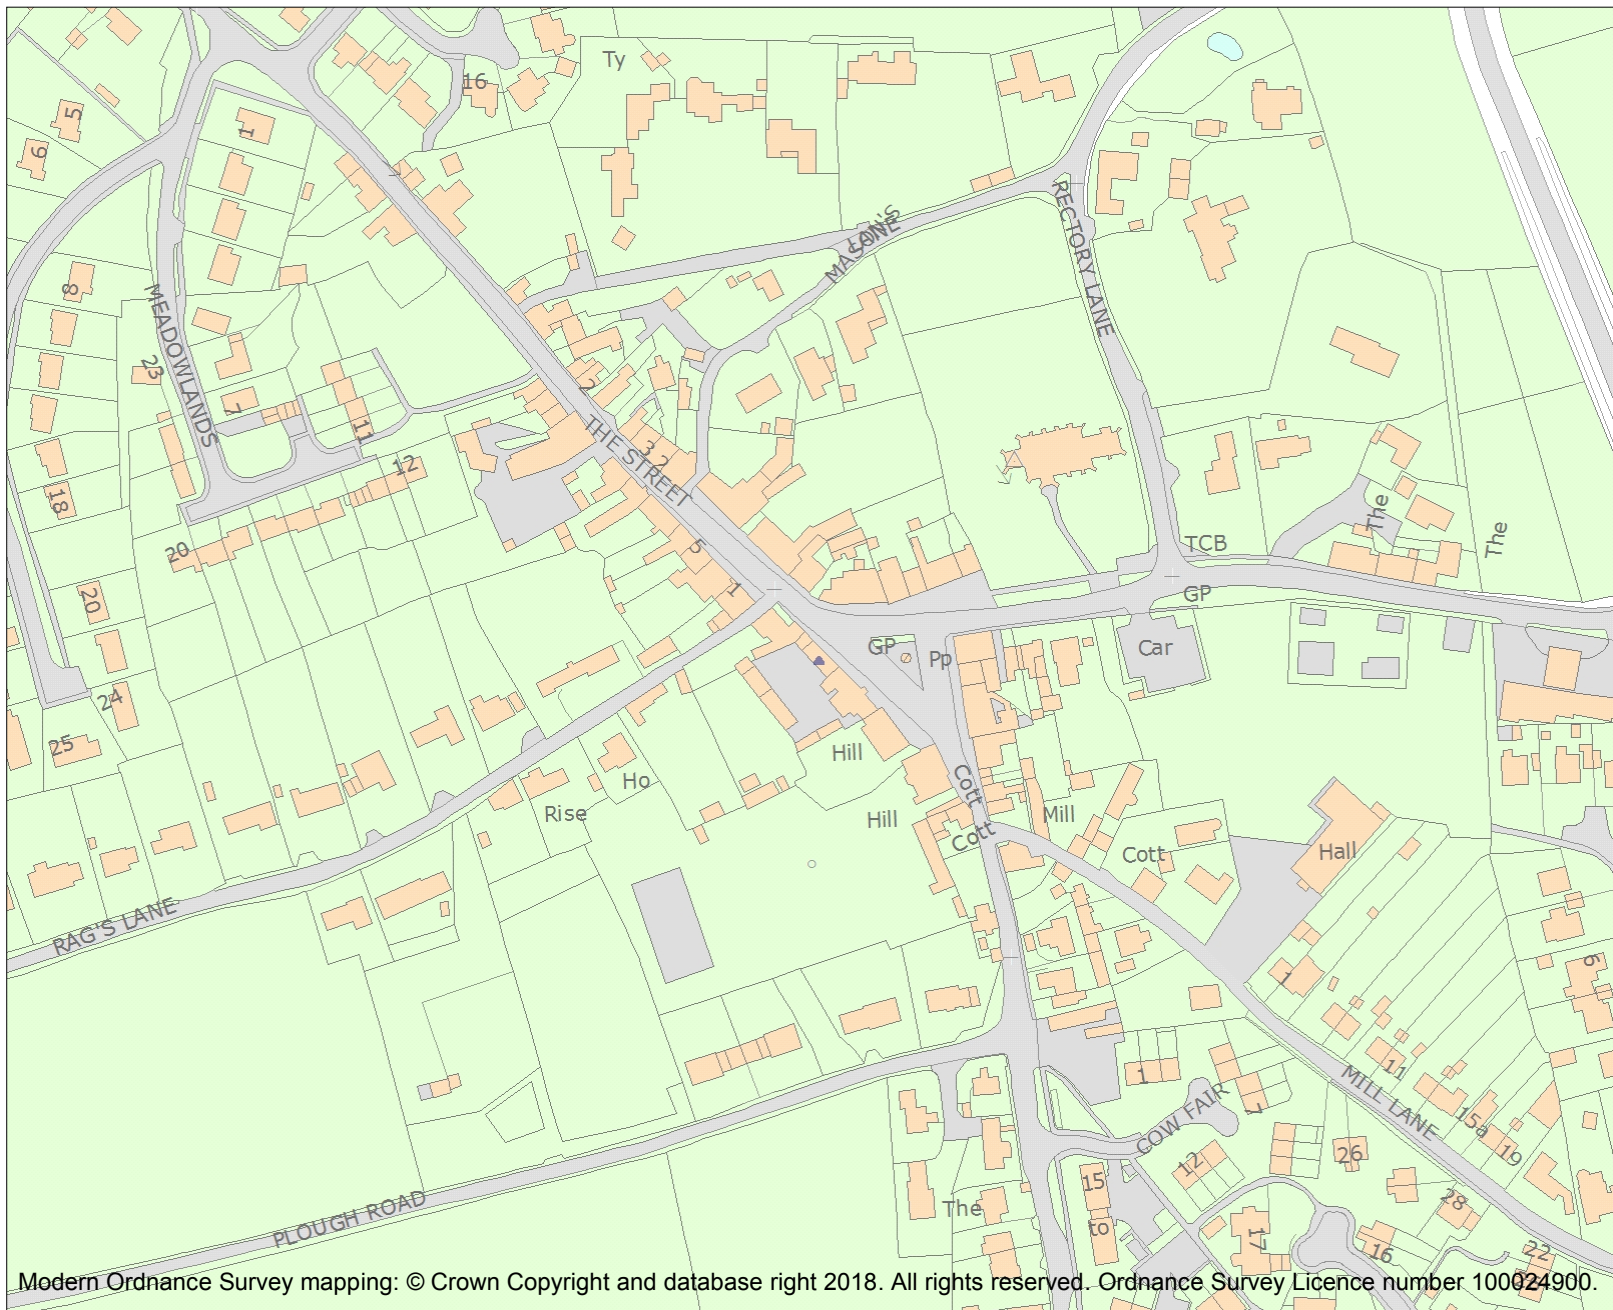 Ty
16
5
1
6
7
MASON'S
LANE
RECTORY LANE
8
MEADOWLANDS
23
2
7
11
THE STREET
3 2
12
18
The
The
20
5
TCB
1
GP
20
GP
Pp
Car
24
25
Hill
Ho
Cott
Rise
Hill
Mill
Cott
Cott
Hall
RAG'S LANE
1
6
1
11
MILL LANE
7
COW FAIR
15a
19
12
26
15
to
The
28
PLOUGH ROAD
17
16
22
Modern Ordnance Survey mapping: © Crown Copyright and database right 2018. All rights reserved. Ordnance Survey Licence number 100024900.